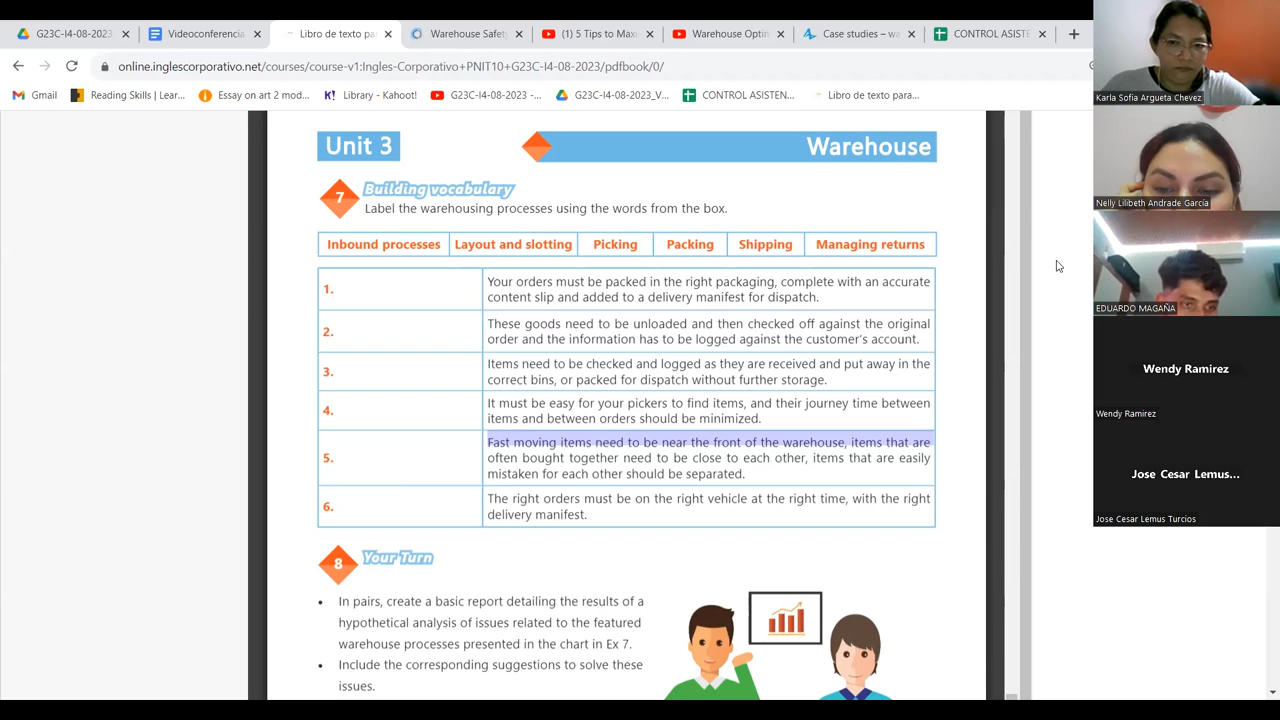 G23C-I4-08-2023
Videoconferencia
Libro de texto pa
Warehouse Safet
(1) 5 Tips to Max
Warehouse Optin
Case studies – wa
CONTROL ASISTE
online.inglescorporativo.net/courses/course-v1:Ingles-Corporativo+PNIT10+G23C-I4-08-2023/pdfbook/0/
Gmail
Reading Skills | Lear...
Essay on art 2 mod...
Library - Kahoot!
G23C-I4-08-2023 -...
G23C-I4-08-2023_V...
CONTROL ASISTEN...
Libro de texto para...
Unit 3
Warehouse
7
Building vocabulary
Label the warehousing processes using the words from the box.
Inbound processes
Layout and slotting
Picking
Packing
Shipping
Managing returns
1.
Your orders must be packed in the right packaging, complete with an accurate
content slip and added to a delivery manifest for dispatch.
2.
These goods need to be unloaded and then checked off against the original
order and the information has to be logged against the customer's account.
3.
Items need to be checked and logged as they are received and put away in the
correct bins, or packed for dispatch without further storage.
4.
It must be easy for your pickers to find items, and their journey time between
items and between orders should be minimized.
5.
Fast moving items need to be near the front of the warehouse, items that are
often bought together need to be close to each other, items that are easily
mistaken for each other should be separated.
6.
The right orders must be on the right vehicle at the right time, with the right
delivery manifest.
8
Your Turn
• In pairs, create a basic report detailing the results of a
hypothetical analysis of issues related to the featured
warehouse processes presented in the chart in Ex 7.
• Include the corresponding suggestions to solve these
issues.
Karla Sofia Argueta Chevez
Nelly Lilibeth Andrade García
EDUARDO MAGAÑA
Wendy Ramirez
Wendy Ramirez
Jose Cesar Lemus...
Jose Cesar Lemus Turcios